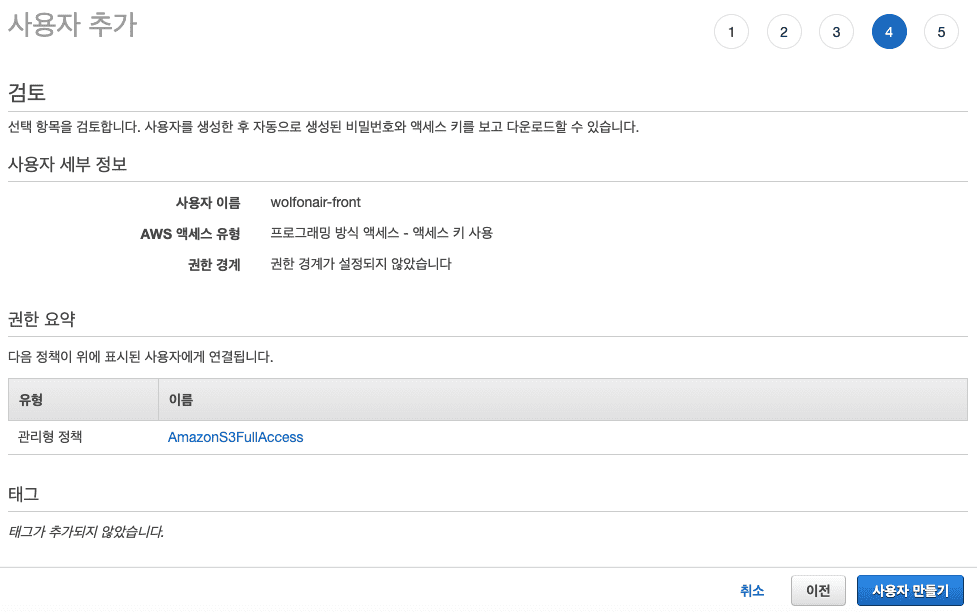 사용자 추가
1 2 3 4 5
검토
선택 항목을 검토합니다. 사용자를 생성한 후 자동으로 생성된 비밀번호와 액세스 키를 보고 다운로드할 수 있습니다.
사용자 세부 정보
사용자 이름 wolfonair-front
AWS 액세스 유형 프로그래밍 방식 액세스 - 액세스 키 사용
권한 경계 권한 경계가 설정되지 않았습니다
권한 요약
다음 정책이 위에 표시된 사용자에게 연결됩니다.
유형 이름
관리형 정책 AmazonS3FullAccess
태그
태그가 추가되지 않았습니다.
취소 이전 사용자 만들기